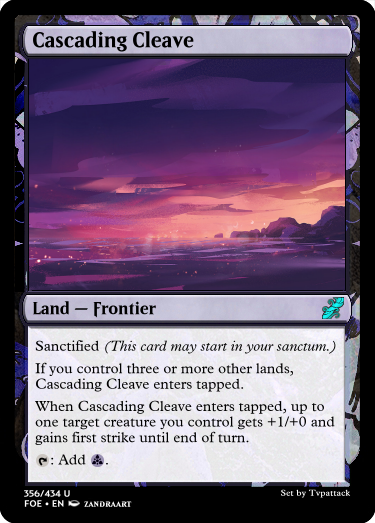 Cascading Cleave
Land — Frontier
Sanctified (This card may start in your sanctum.)
If you control three or more other lands,
Cascading Cleave enters tapped.
When Cascading Cleave enters tapped, up to
one target creature you control gets +1/+0 and
gains first strike until end of turn.
: Add .
356/434 U
Set by Tvpattack
FOE • EN ZANDRAART